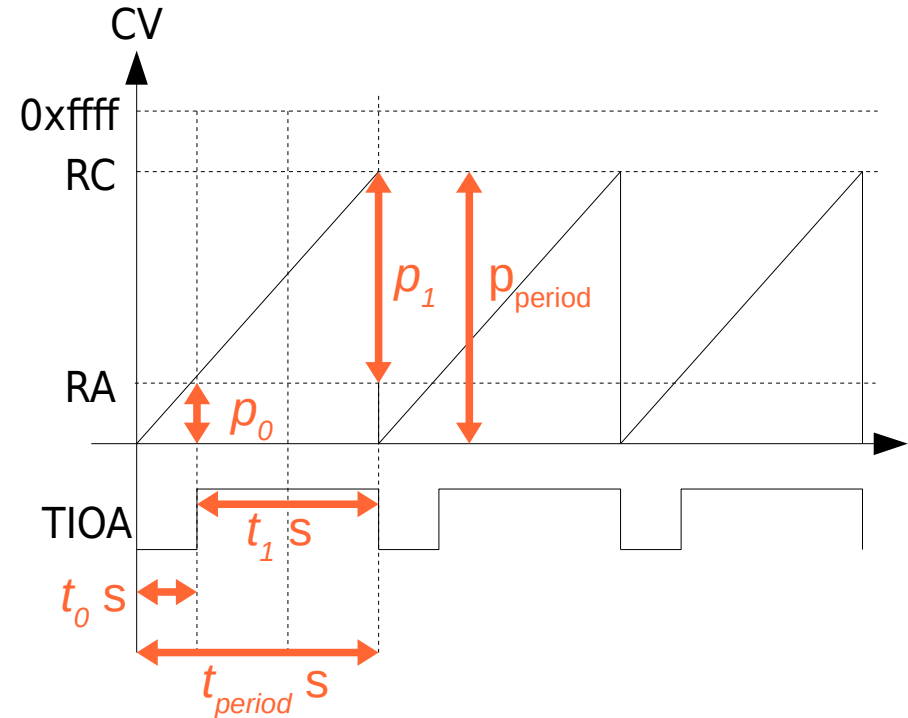 CV
0xffff
RC
p1 pperiod
RA
p0
TIOA
t1 s
t0 s
tperiod s